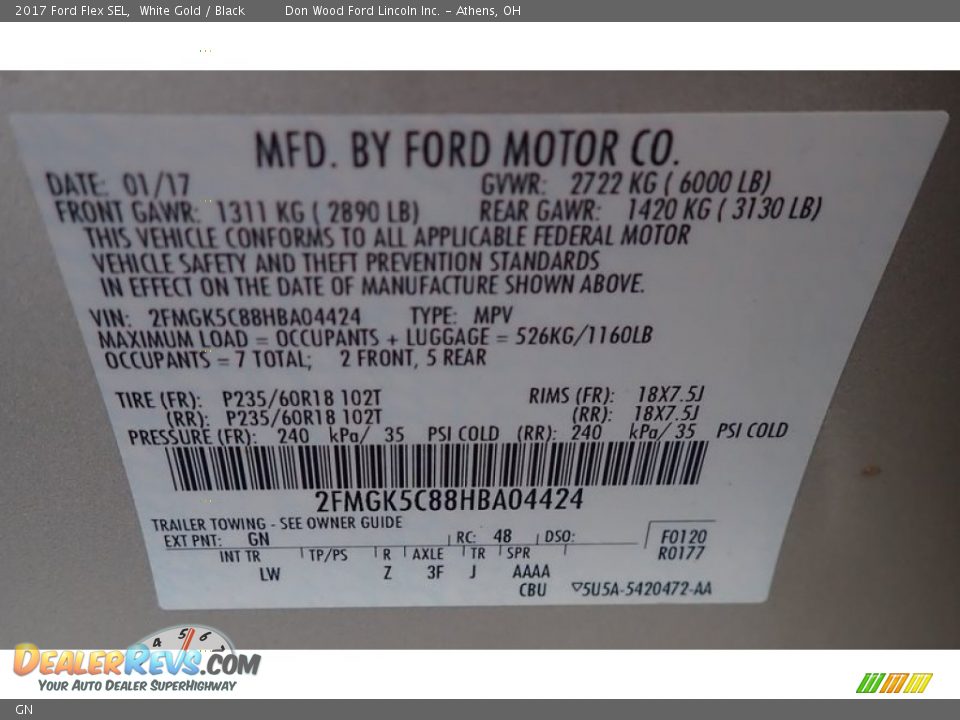 2017 Ford Flex SEL, White Gold / Black Don Wood Ford Lincoln Inc. - Athens, OH
MFD. BY FORD MOTOR CO.
DATE: 01/17 GVWR: 2722 KG ( 6000 LB)
FRONT GAWR: 1311 KG ( 2890 LB) REAR GAWR: 1420 KG ( 3130 LB)
THIS VEHICLE CONFORMS TO ALL APPLICABLE FEDERAL MOTOR
VEHICLE SAFETY AND THEFT PREVENTION STANDARDS
IN EFFECT ON THE DATE OF MANUFACTURE SHOWN ABOVE.
VIN: 2FMGK5C88HBA04424 TYPE: MPV
MAXIMUM LOAD = OCCUPANTS + LUGGAGE = 526KG/1160LB
OCCUPANTS = 7 TOTAL; 2 FRONT, 5 REAR
TIRE (FR): P235/60R18 102T RIMS (FR): 18X7.5J
(RR): P235/60R18 102T (RR): 18X7.5J
PRESSURE (FR): 240 kPa/ 35 PSI COLD (RR): 240 kPa/ 35 PSI COLD
2FMGK5C88HBA04424
TRAILER TOWING - SEE OWNER GUIDE
EXT PNT: GN RC: 48 DSO: F0120
INT TR TP/PS R AXLE TR SPR R0177
LW Z 3F J AAAA
CBU ▽5U5A-5420472-AA
4 5 6
DEALERREVS.COM
YOUR AUTO DEALER SUPERHIGHWAY
GN